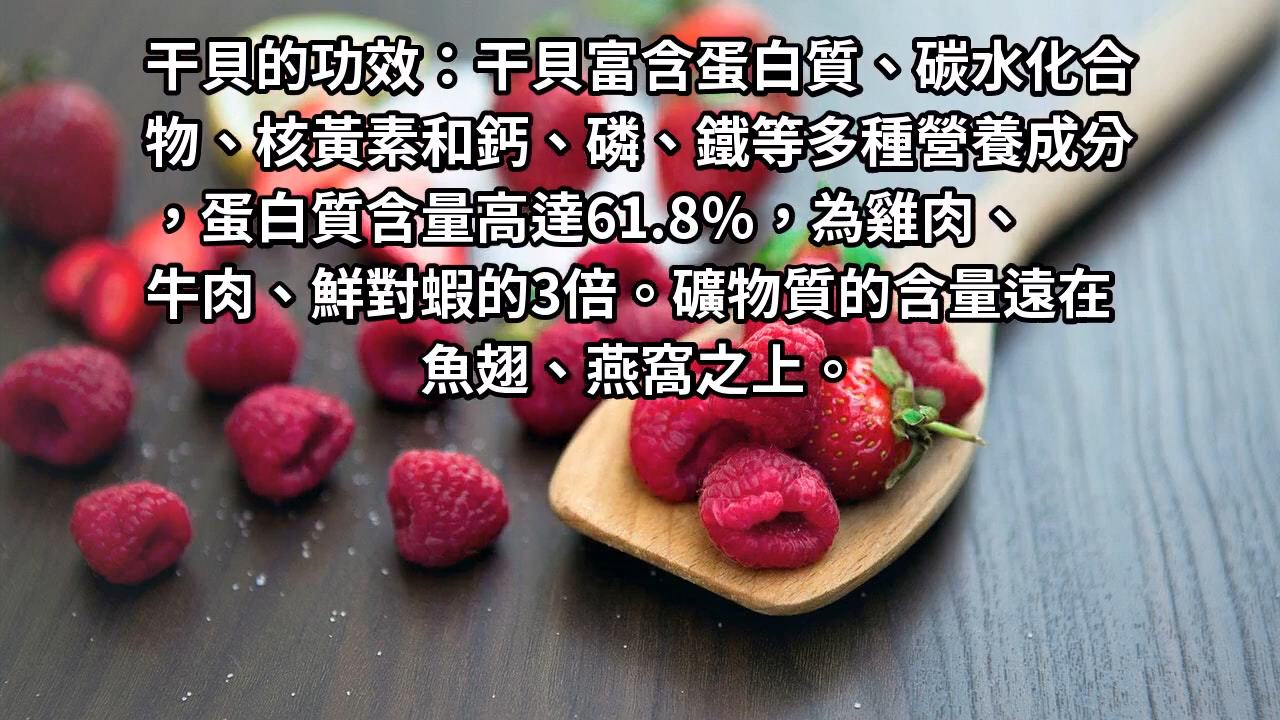 干貝的功效：干貝富含蛋白質、碳水化合
物、核黃素和鈣、磷、鐵等多種營養成分
，蛋白質含量高達61.8%，為雞肉、
牛肉、鮮對蝦的3倍。礦物質的含量遠在
魚翅、燕窩之上。